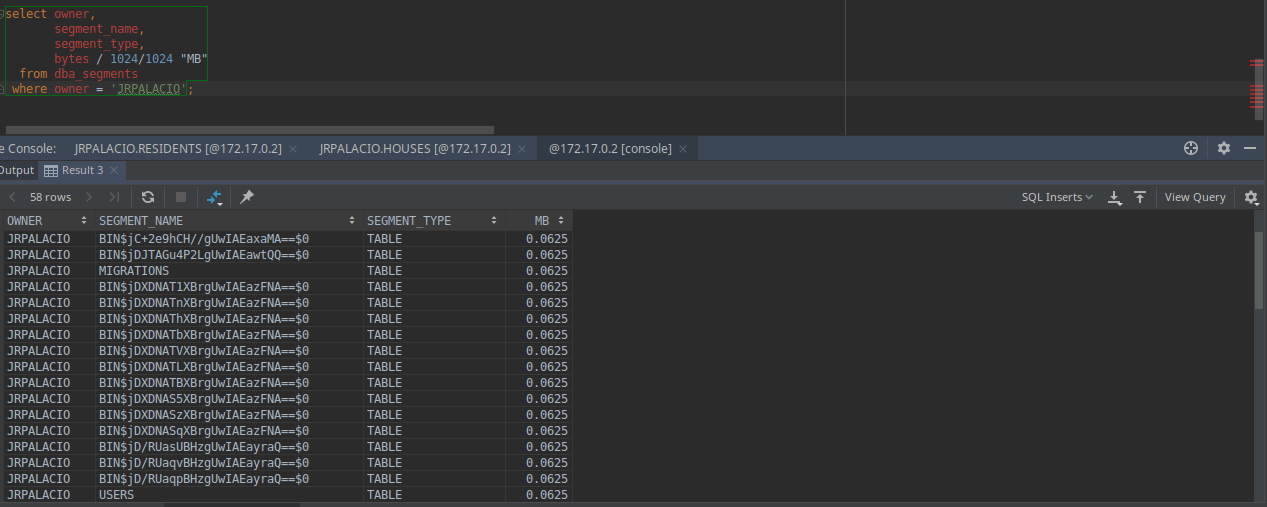 select owner,
segment_name,
segment_type,
bytes / 1024/1024 "MB"
from dba_segments
where owner = 'JRPALACIO';
e Console: JRPALACIO.RESIDENTS [@172.17.0.2] JRPALACIO.HOUSES [@172.17.0.2] @172.17.0.2 [console]
Output Result 3
58 rows SQL Inserts View Query
OWNER SEGMENT_NAME SEGMENT_TYPE MB
JRPALACIO BIN$jC+2e9hCH//gUwIAEaxaMA==$0 TABLE 0.0625
JRPALACIO BIN$jDJTAGu4P2LgUwIAEawtQQ==$0 TABLE 0.0625
JRPALACIO MIGRATIONS TABLE 0.0625
JRPALACIO BIN$jDXDNAT1XBrgUwIAEazFNA==$0 TABLE 0.0625
JRPALACIO BIN$jDXDNATnXBrgUwIAEazFNA==$0 TABLE 0.0625
JRPALACIO BIN$jDXDNAThXBrgUwIAEazFNA==$0 TABLE 0.0625
JRPALACIO BIN$jDXDNATbXBrgUwIAEazFNA==$0 TABLE 0.0625
JRPALACIO BIN$jDXDNATVXBrgUwIAEazFNA==$0 TABLE 0.0625
JRPALACIO BIN$jDXDNATLXBrgUwIAEazFNA==$0 TABLE 0.0625
JRPALACIO BIN$jDXDNATBXBrgUwIAEazFNA==$0 TABLE 0.0625
JRPALACIO BIN$jDXDNAS5XBrgUwIAEazFNA==$0 TABLE 0.0625
JRPALACIO BIN$jDXDNASzXBrgUwIAEazFNA==$0 TABLE 0.0625
JRPALACIO BIN$jDXDNASqXBrgUwIAEazFNA==$0 TABLE 0.0625
JRPALACIO BIN$jD/RUasUBHzgUwIAEayraQ==$0 TABLE 0.0625
JRPALACIO BIN$jD/RUaqvBHzgUwIAEayraQ==$0 TABLE 0.0625
JRPALACIO BIN$jD/RUaqpBHzgUwIAEayraQ==$0 TABLE 0.0625
JRPALACIO USERS TABLE 0.0625